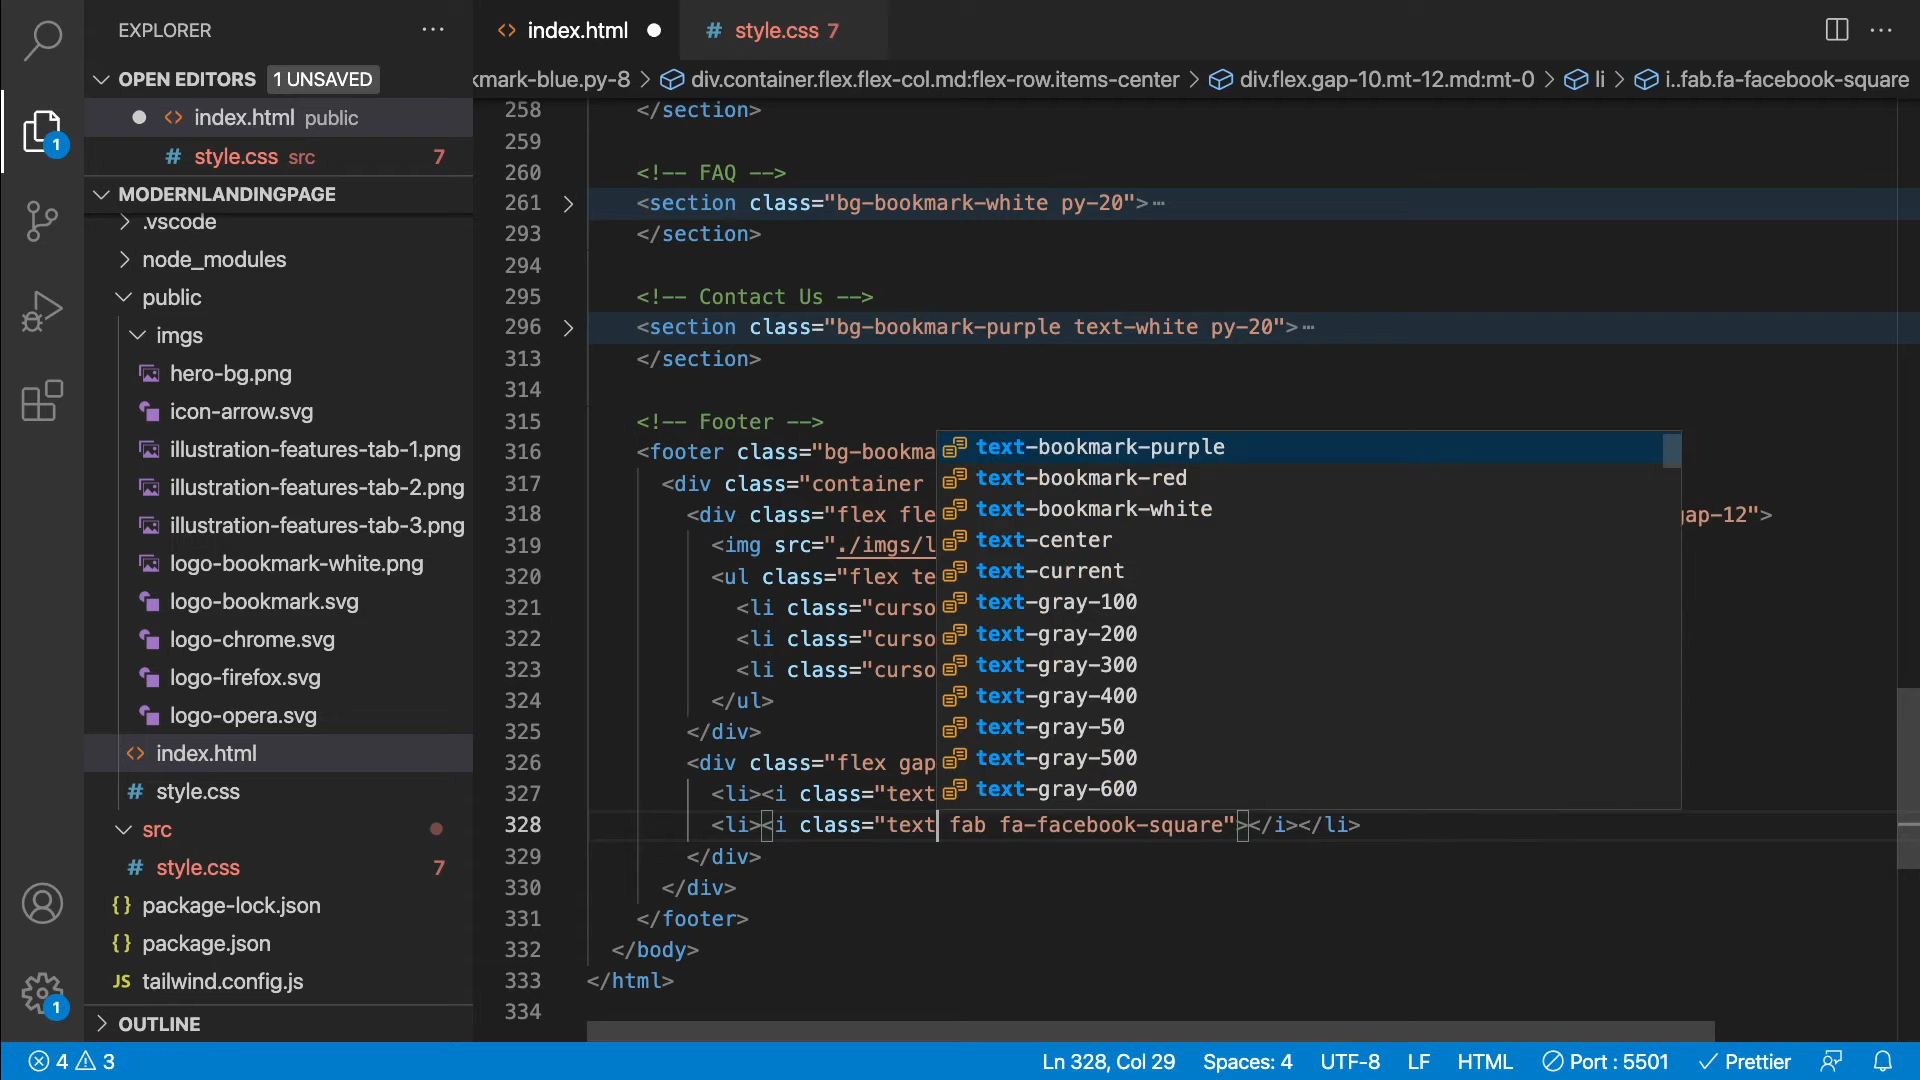 EXPLORER
···
index.html
style.css 7
···
OPEN EDITORS
1 UNSAVED
index.html public
style.css src 7
1
MODERNLANDINGPAGE
.vscode
node_modules
public
imgs
hero-bg.png
icon-arrow.svg
illustration-features-tab-1.png
illustration-features-tab-2.png
illustration-features-tab-3.png
logo-bookmark-white.png
logo-bookmark.svg
logo-chrome.svg
logo-firefox.svg
logo-opera.svg
index.html
style.css
src
style.css 7
package-lock.json
package.json
tailwind.config.js
1
OUTLINE
kmark-blue.py-8 > div.container.flex.flex-col.md:flex-row.items-center > div.flex.gap-10.mt-12.md:mt-0 > li > i..fab.fa-facebook-square
258 </section>
259
260 <!-- FAQ -->
261 <section class="bg-bookmark-white py-20">···
293 </section>
294
295 <!-- Contact Us -->
296 <section class="bg-bookmark-purple text-white py-20">···
313 </section>
314
315 <!-- Footer -->
316 <footer class="bg-bookma
317 <div class="container
318 <div class="flex fle ap-12">
319 <img src="./imgs/l
320 <ul class="flex te
321 <li class="curso
322 <li class="curso
323 <li class="curso
324 </ul>
325 </div>
326 <div class="flex gap
327 <li><i class="text
328 <li><i class="text fab fa-facebook-square"></i></li>
329 </div>
330 </div>
331 </footer>
332 </body>
333 </html>
334
text-bookmark-purple
text-bookmark-red
text-bookmark-white
text-center
text-current
text-gray-100
text-gray-200
text-gray-300
text-gray-400
text-gray-50
text-gray-500
text-gray-600
4 3
Ln 328, Col 29
Spaces: 4
UTF-8
LF
HTML
Port : 5501
Prettier